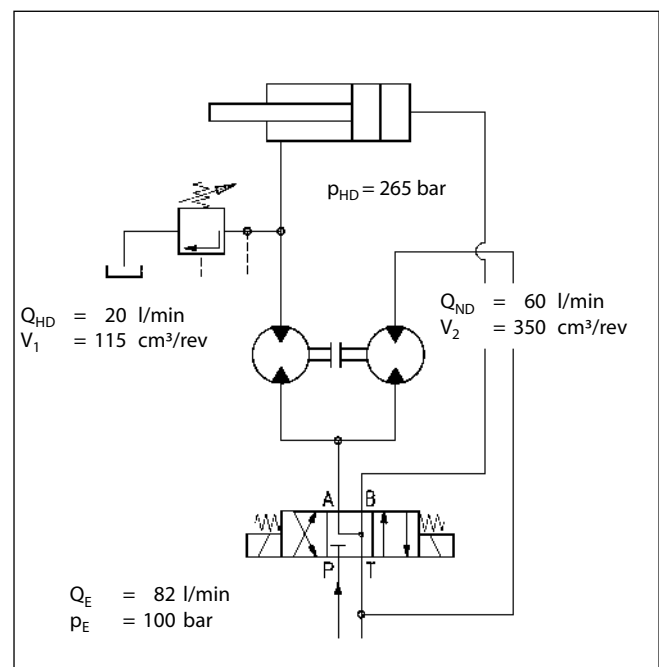 p_HD = 265 bar
Q_HD = 20 l/min
V_1 = 115 cm³/rev
Q_ND = 60 l/min
V_2 = 350 cm³/rev
A B
P T
Q_E = 82 l/min
p_E = 100 bar